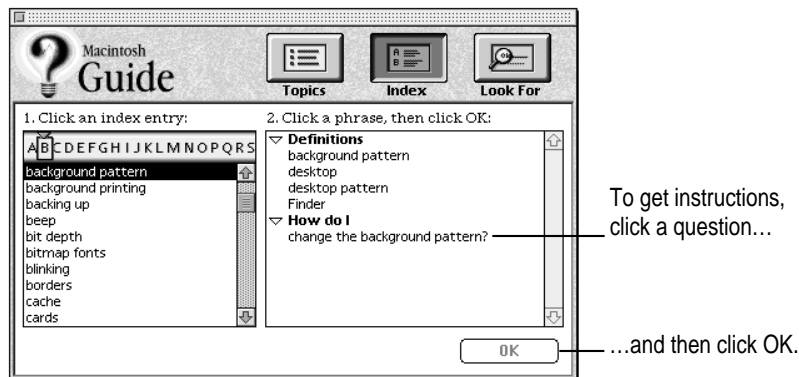 Macintosh
Guide
Topics
Index
Look For
1. Click an index entry:
A B C D E F G H I J K L M N O P Q R S
background pattern
background printing
backing up
beep
bit depth
bitmap fonts
blinking
borders
cache
cards
2. Click a phrase, then click OK:
Definitions
background pattern
desktop
desktop pattern
Finder
How do I
change the background pattern?
OK
To get instructions,
click a question…
…and then click OK.